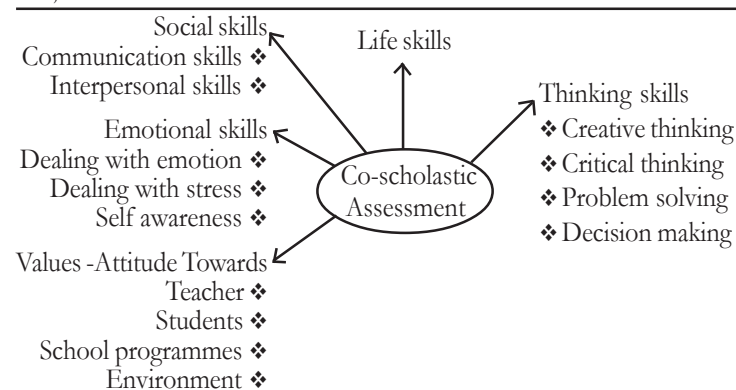 Social skills
Communication skills ❖
Interpersonal skills ❖
Emotional skills
Dealing with emotion ❖
Dealing with stress ❖
Self awareness ❖
Values -Attitude Towards
Teacher ❖
Students ❖
School programmes ❖
Environment ❖
Life skills
Co-scholastic
Assessment
Thinking skills
❖ Creative thinking
❖ Critical thinking
❖ Problem solving
❖ Decision making